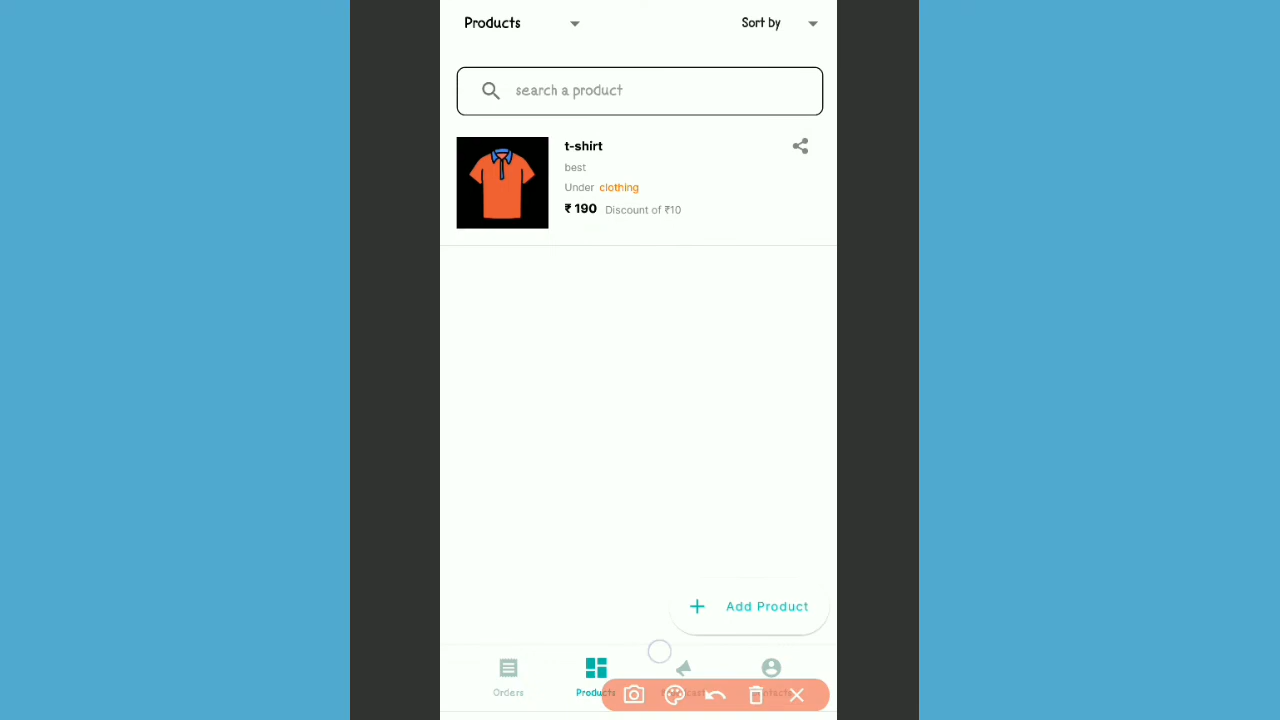 Products
Sort by
search a product
t-shirt
best
Under clothing
₹ 190 Discount of ₹10
Add Product
Orders
Products